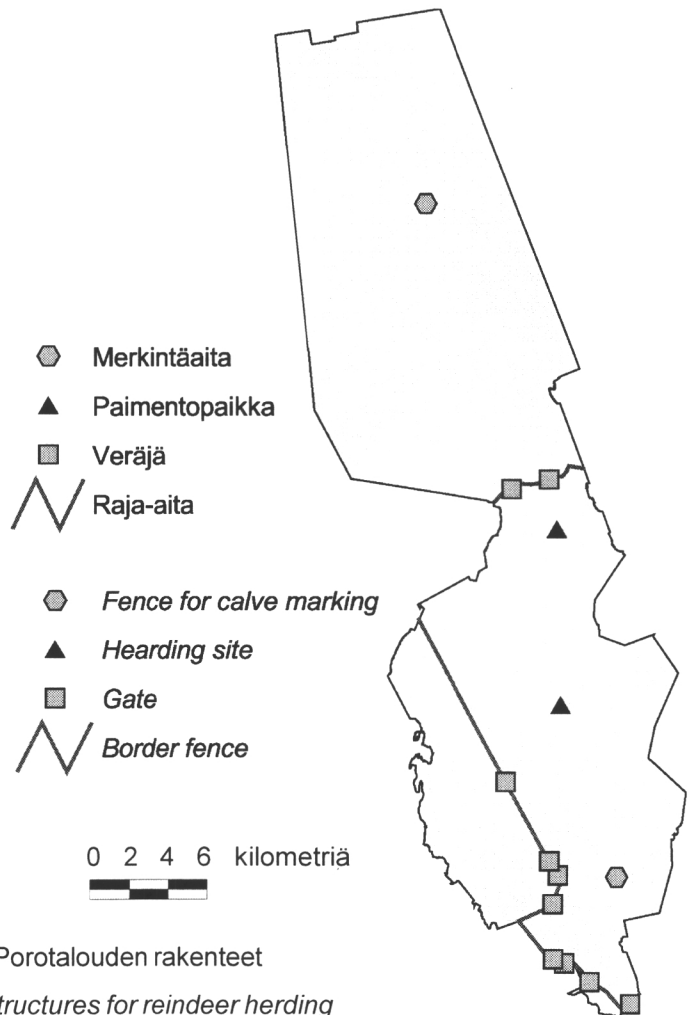 Merkintäaita
Paimentopaikka
Veräjä
Raja-aita
Fence for calve marking
Hearding site
Gate
Border fence
0 2 4 6 kilometriä
Porotalouden rakenteet
tructures for reindeer herding